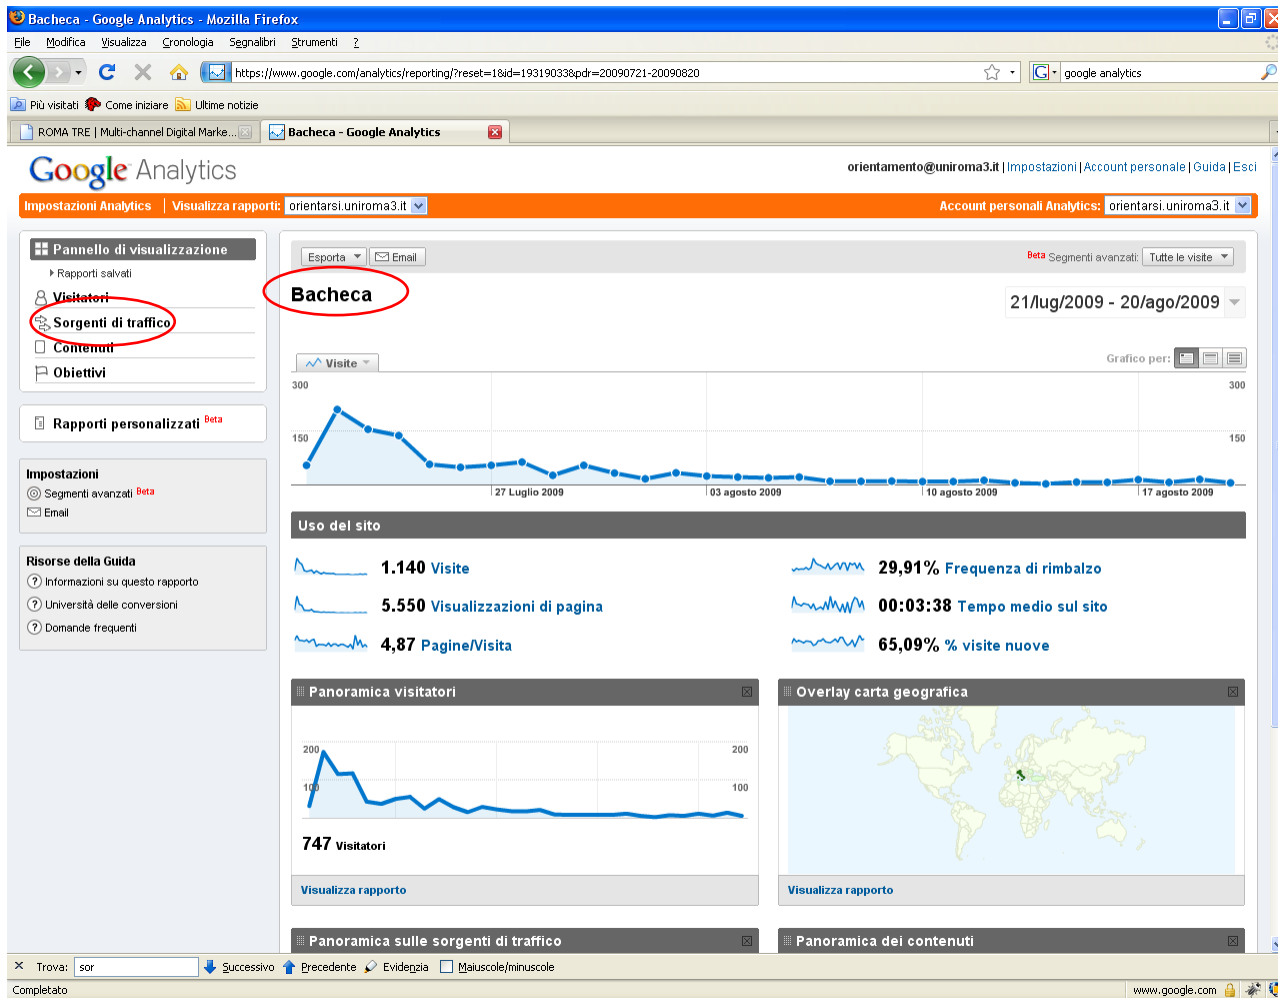 Bacheca - Google Analytics - Mozilla Firefox
File Modifica Visualizza Cronologia Segnalibri Strumenti ?
https://www.google.com/analytics/reporting/?reset=1&id=19319033&pdr=20090721-20090820
google analytics
Più visitati Come iniziare Ultime notizie
ROMA TRE | Multi-channel Digital Marke... Bacheca - Google Analytics
Google Analytics
orientamento@uniroma3.it | Impostazioni | Account personale | Guida | Esci
Impostazioni Analytics | Visualizza rapporti: orientarsi.uniroma3.it
Account personali Analytics: orientarsi.uniroma3.it
Pannello di visualizzazione
Rapporti salvati
Visitatori
Sorgenti di traffico
Contenuti
Obiettivi
Rapporti personalizzati Beta
Impostazioni
Segmenti avanzati Beta
Email
Risorse della Guida
Informazioni su questo rapporto
Università delle conversioni
Domande frequenti
Esporta Email
Beta Segmenti avanzati: Tutte le visite
Bacheca
21/lug/2009 - 20/ago/2009
Visite
Grafico per:
300 300
150 150
27 Luglio 2009 03 agosto 2009 10 agosto 2009 17 agosto 2009
Uso del sito
1.140 Visite
29,91% Frequenza di rimbalzo
5.550 Visualizzazioni di pagina
00:03:38 Tempo medio sul sito
4,87 Pagine/Visita
65,09% % visite nuove
Panoramica visitatori
200 200
100 100
747 Visitatori
Visualizza rapporto
Overlay carta geografica
Visualizza rapporto
Panoramica sulle sorgenti di traffico
Panoramica dei contenuti
Trova: sor Successivo Precedente Evidenzia Maiuscole/minuscole
Completato
www.google.com